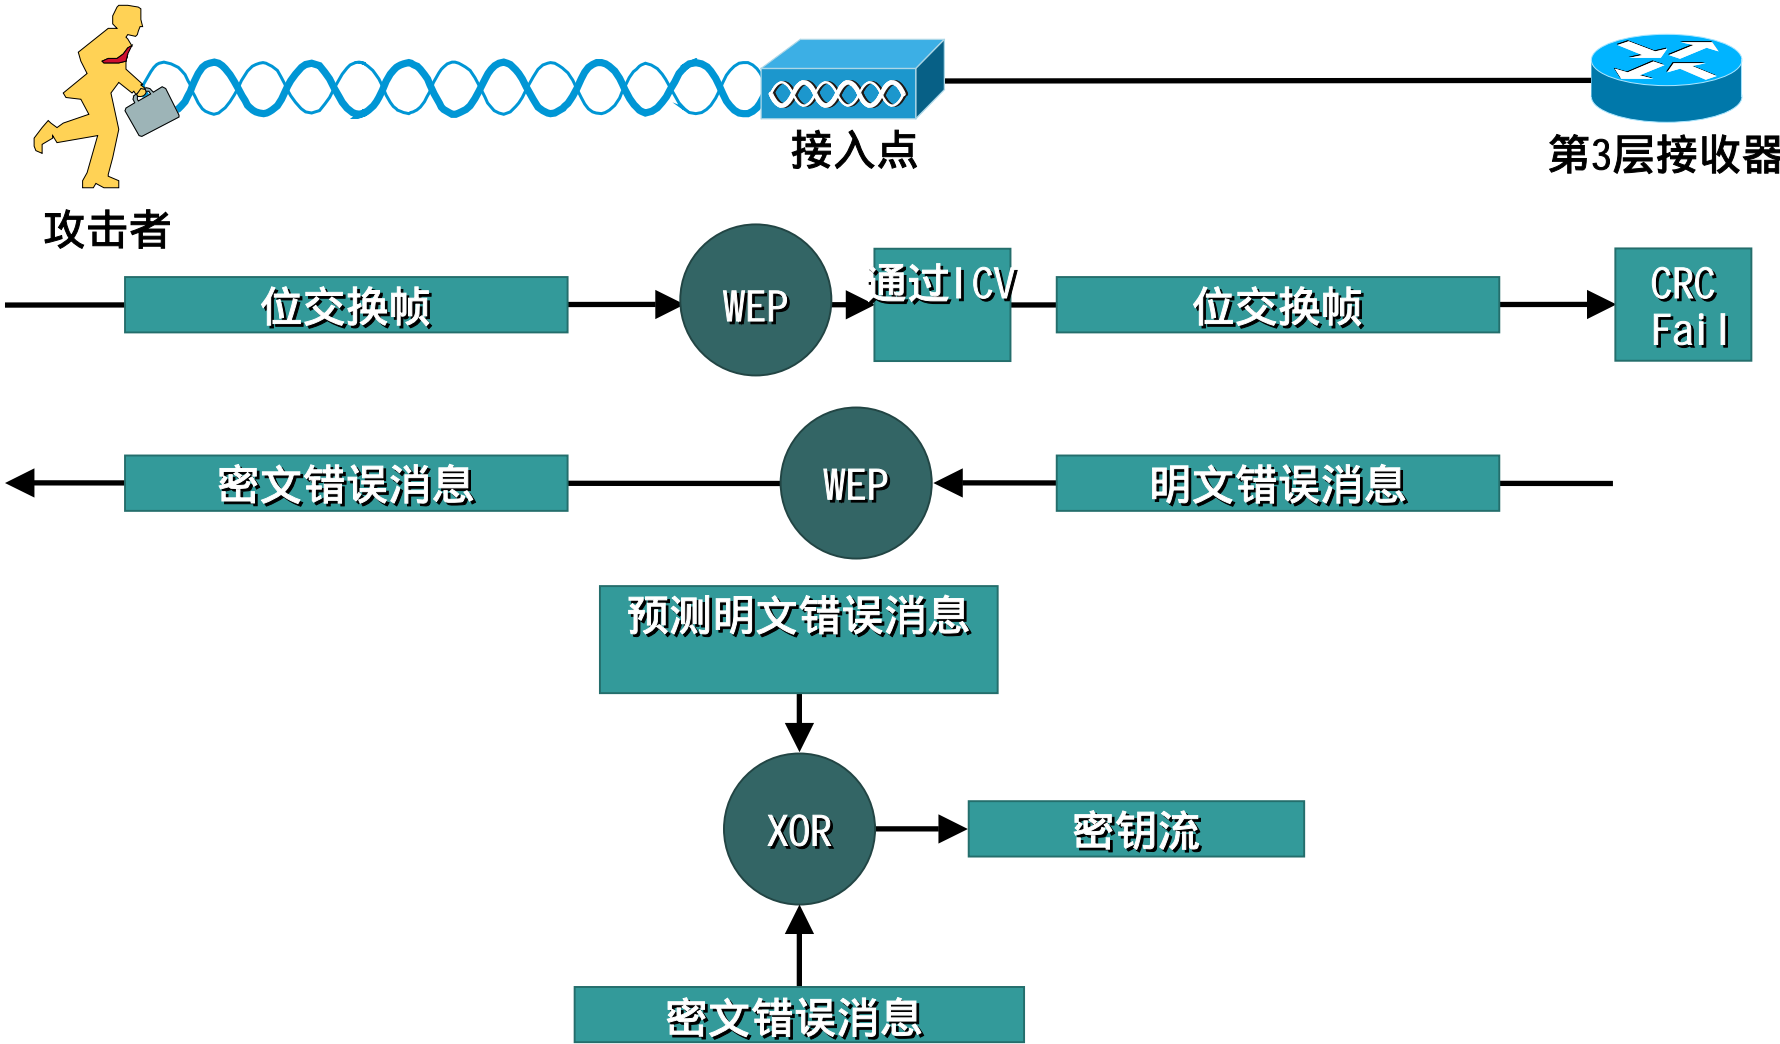 接入点
第3层接收器
攻击者
位交换帧
WEP
通过ICV
位交换帧
CRC
Fail
密文错误消息
WEP
明文错误消息
预测明文错误消息
XOR
密钥流
密文错误消息